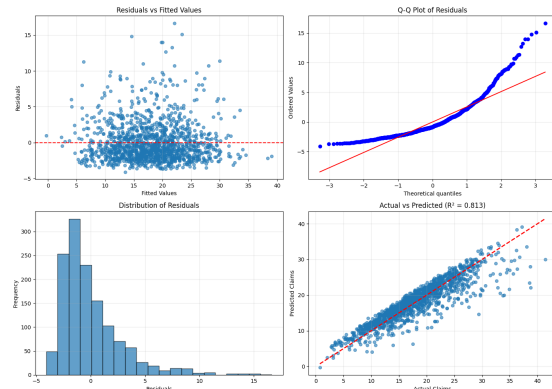 Residuals vs Fitted Values
Residuals
15
10
5
0
−5
0 5 10 15 20 25 30 35 40
Fitted Values
Q-Q Plot of Residuals
Ordered Values
15
10
5
0
−5
−3 −2 −1 0 1 2 3
Theoretical quantiles
Distribution of Residuals
Frequency
300
250
200
150
100
50
0
−5 0 5 10 15
Residuals
Actual vs Predicted (R² = 0.813)
Predicted Claims
40
30
20
10
0
0 10 20 30 40
Actual Claims